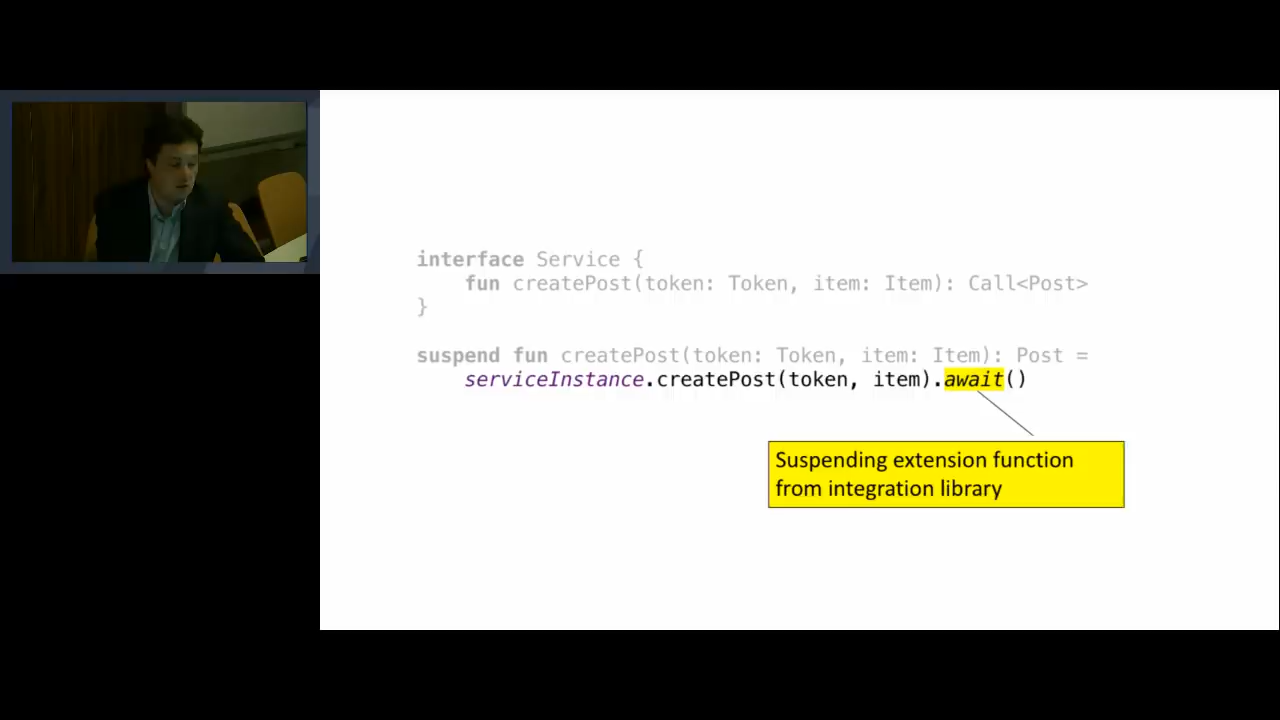 interface Service {
    fun createPost(token: Token, item: Item): Call<Post>
}
suspend fun createPost(token: Token, item: Item): Post =
    serviceInstance.createPost(token, item).await()
Suspending extension function
from integration library